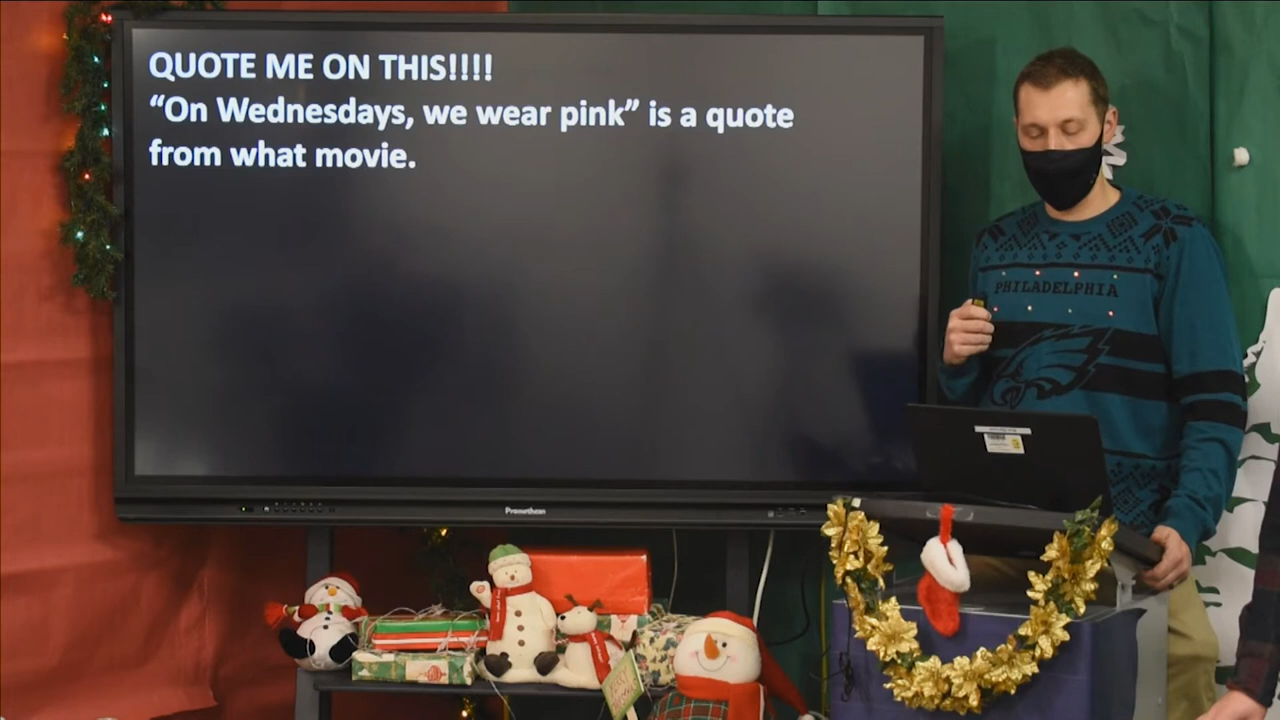 QUOTE ME ON THIS!!!!
“On Wednesdays, we wear pink” is a quote
from what movie.
PHILADELPHIA
Promethean